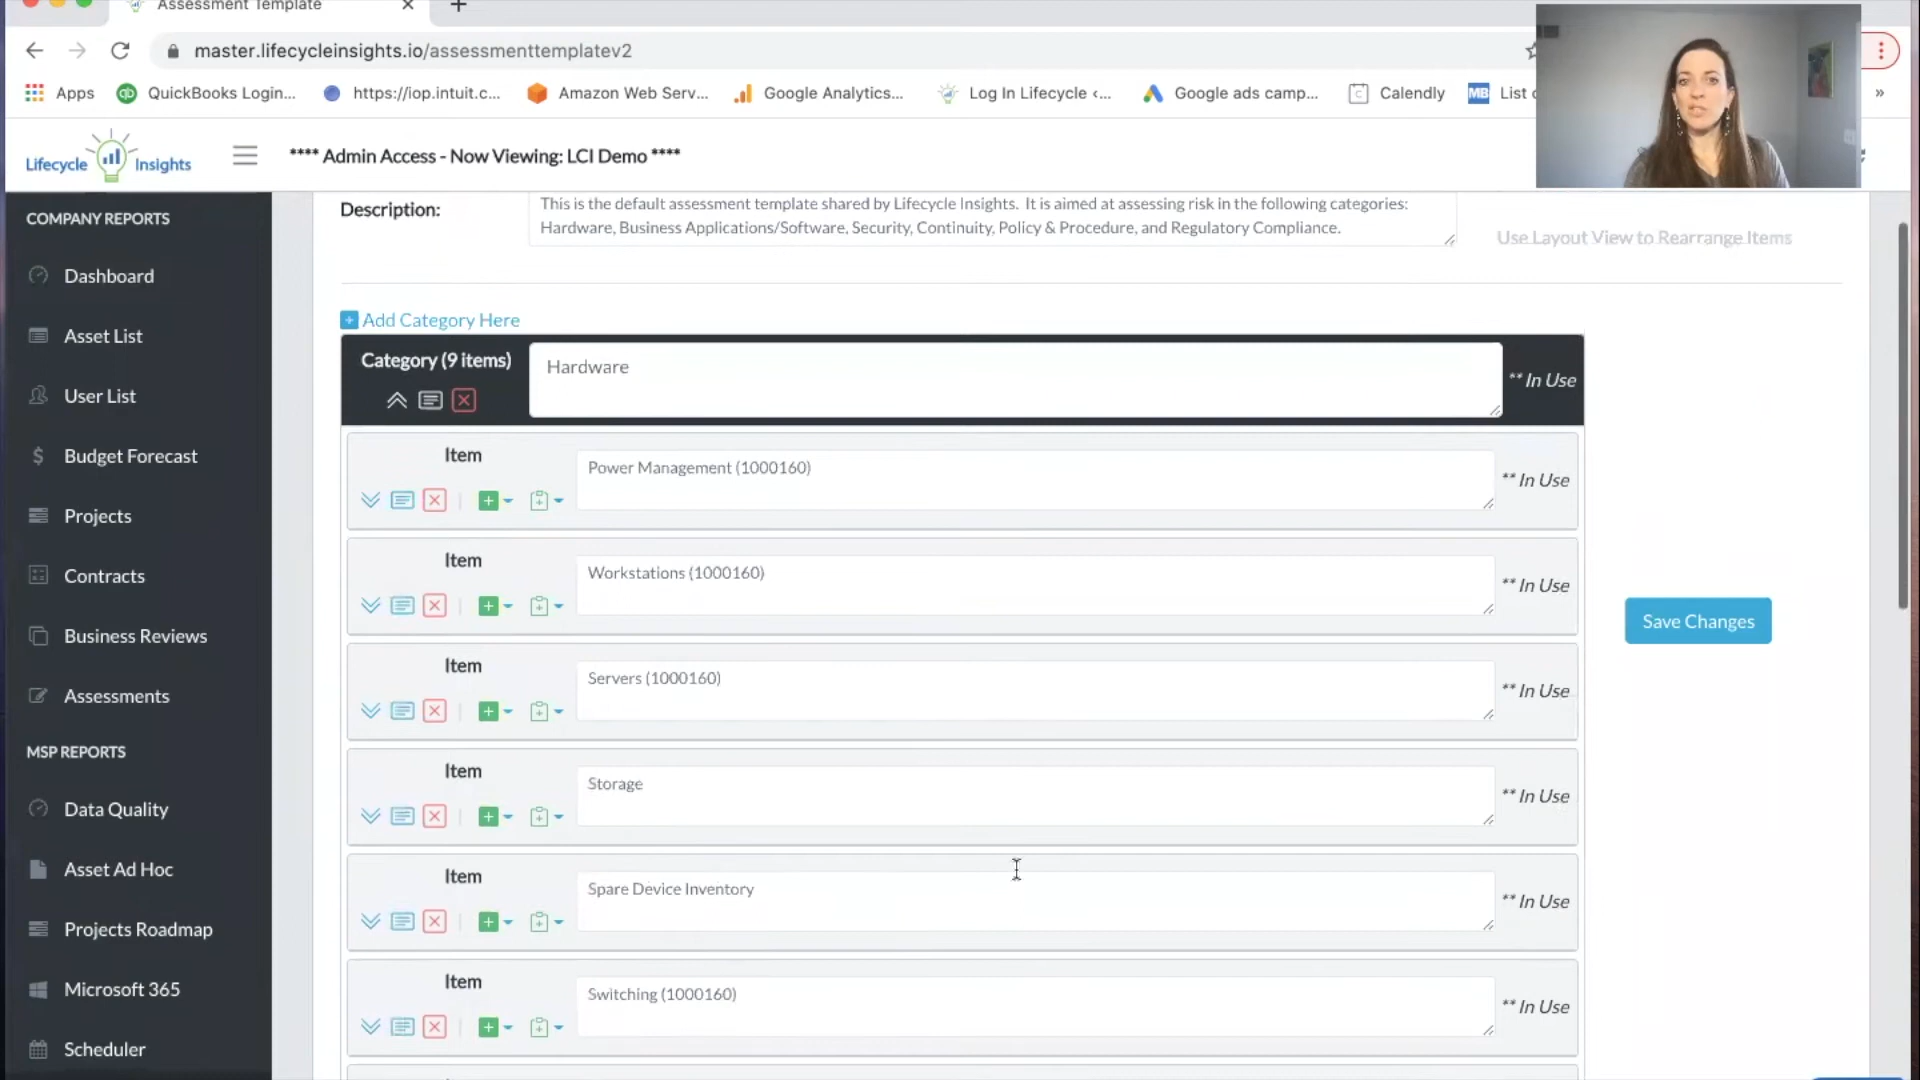 Assessment Template
master.lifecycleinsights.io/assessmenttemplatev2
Apps
QuickBooks Login...
https://iop.intuit.c...
Amazon Web Serv...
Google Analytics...
Log In Lifecycle <...
Google ads camp...
Calendly
MB
List
»
Lifecycle Insights
**** Admin Access - Now Viewing: LCI Demo ****
COMPANY REPORTS
Dashboard
Asset List
User List
Budget Forecast
Projects
Contracts
Business Reviews
Assessments
MSP REPORTS
Data Quality
Asset Ad Hoc
Projects Roadmap
Microsoft 365
Scheduler
Description:
This is the default assessment template shared by Lifecycle Insights. It is aimed at assessing risk in the following categories:
Hardware, Business Applications/Software, Security, Continuity, Policy & Procedure, and Regulatory Compliance.
Use Layout View to Rearrange Items
Add Category Here
Category (9 items)
Hardware
** In Use
Item
Power Management (1000160)
** In Use
Item
Workstations (1000160)
** In Use
Item
Servers (1000160)
** In Use
Item
Storage
** In Use
Item
Spare Device Inventory
** In Use
Item
Switching (1000160)
** In Use
Save Changes